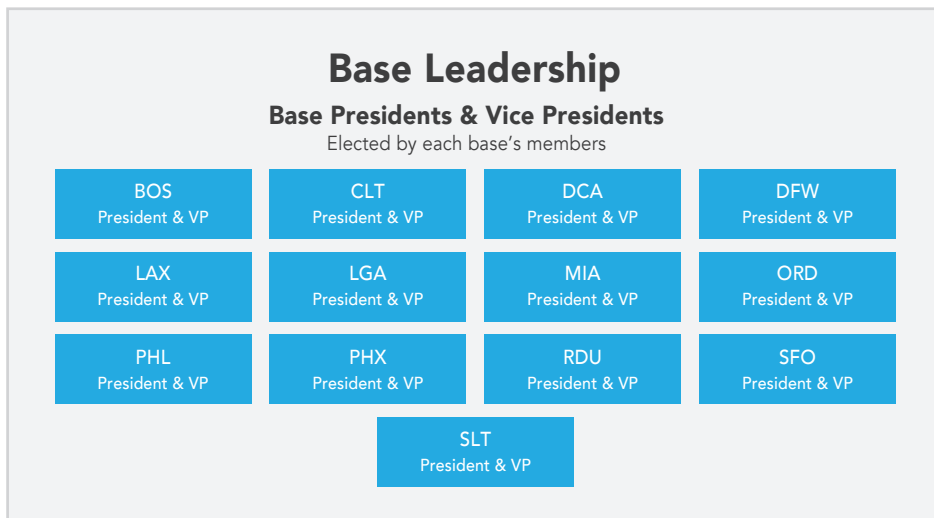 Base Leadership
Base Presidents & Vice Presidents
Elected by each base's members
BOS
President & VP
CLT
President & VP
DCA
President & VP
DFW
President & VP
LAX
President & VP
LGA
President & VP
MIA
President & VP
ORD
President & VP
PHL
President & VP
PHX
President & VP
RDU
President & VP
SFO
President & VP
SLT
President & VP